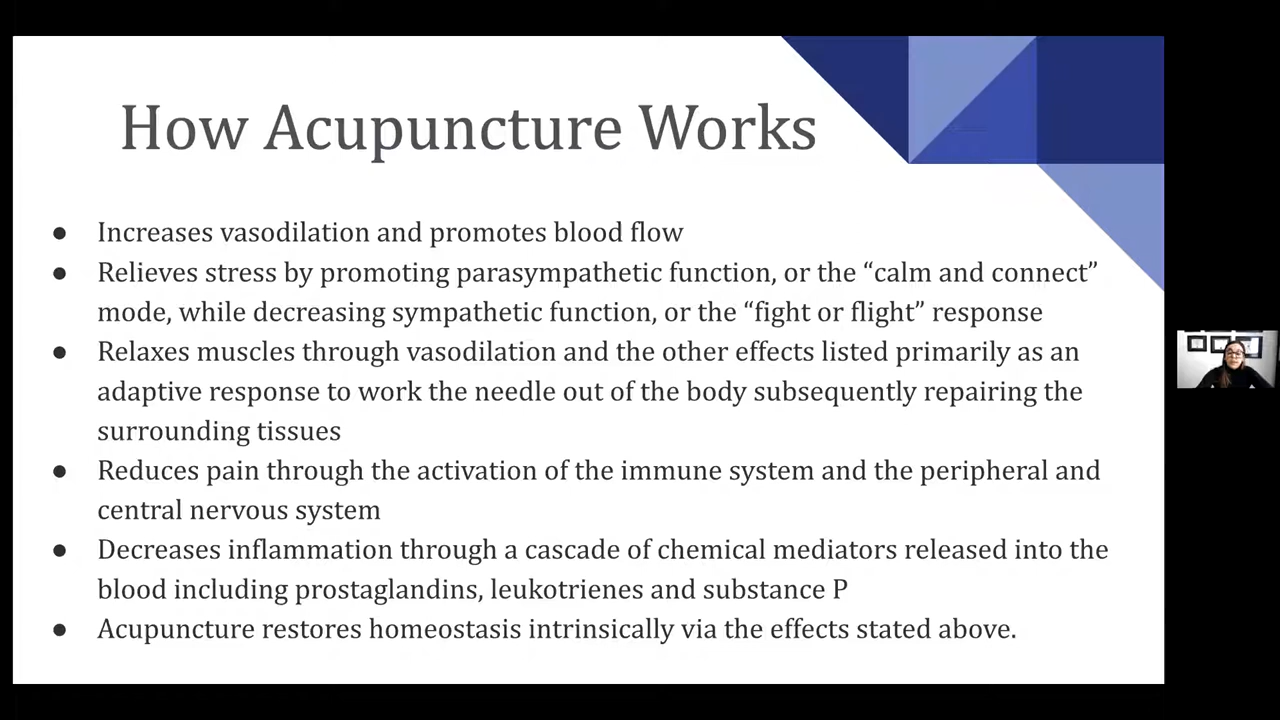 How Acupuncture Works
● Increases vasodilation and promotes blood flow
● Relieves stress by promoting parasympathetic function, or the “calm and connect”
mode, while decreasing sympathetic function, or the “fight or flight” response
● Relaxes muscles through vasodilation and the other effects listed primarily as an
adaptive response to work the needle out of the body subsequently repairing the
surrounding tissues
● Reduces pain through the activation of the immune system and the peripheral and
central nervous system
● Decreases inflammation through a cascade of chemical mediators released into the
blood including prostaglandins, leukotrienes and substance P
● Acupuncture restores homeostasis intrinsically via the effects stated above.